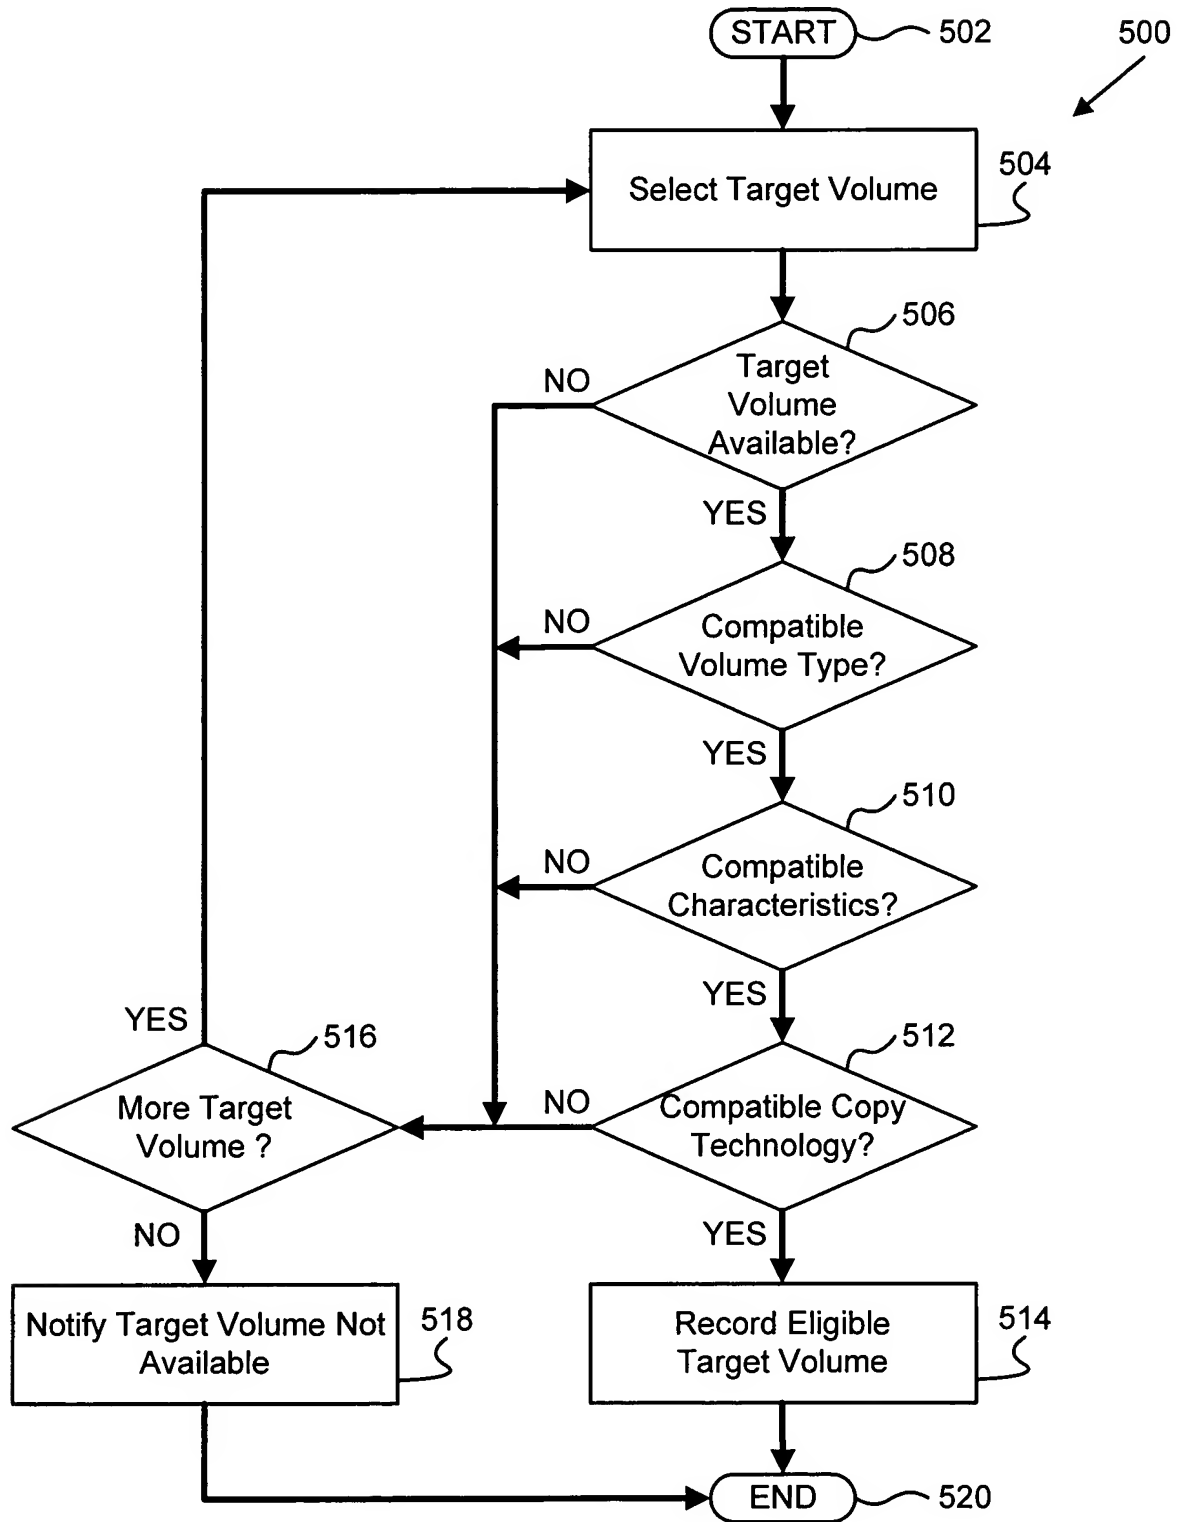 START
502
500
Select Target Volume
504
506
Target
Volume
Available?
NO
YES
508
Compatible
Volume Type?
NO
YES
510
Compatible
Characteristics?
NO
YES
512
Compatible Copy
Technology?
NO
YES
516
More Target
Volume ?
YES
NO
Notify Target Volume Not
Available
518
Record Eligible
Target Volume
514
END
520